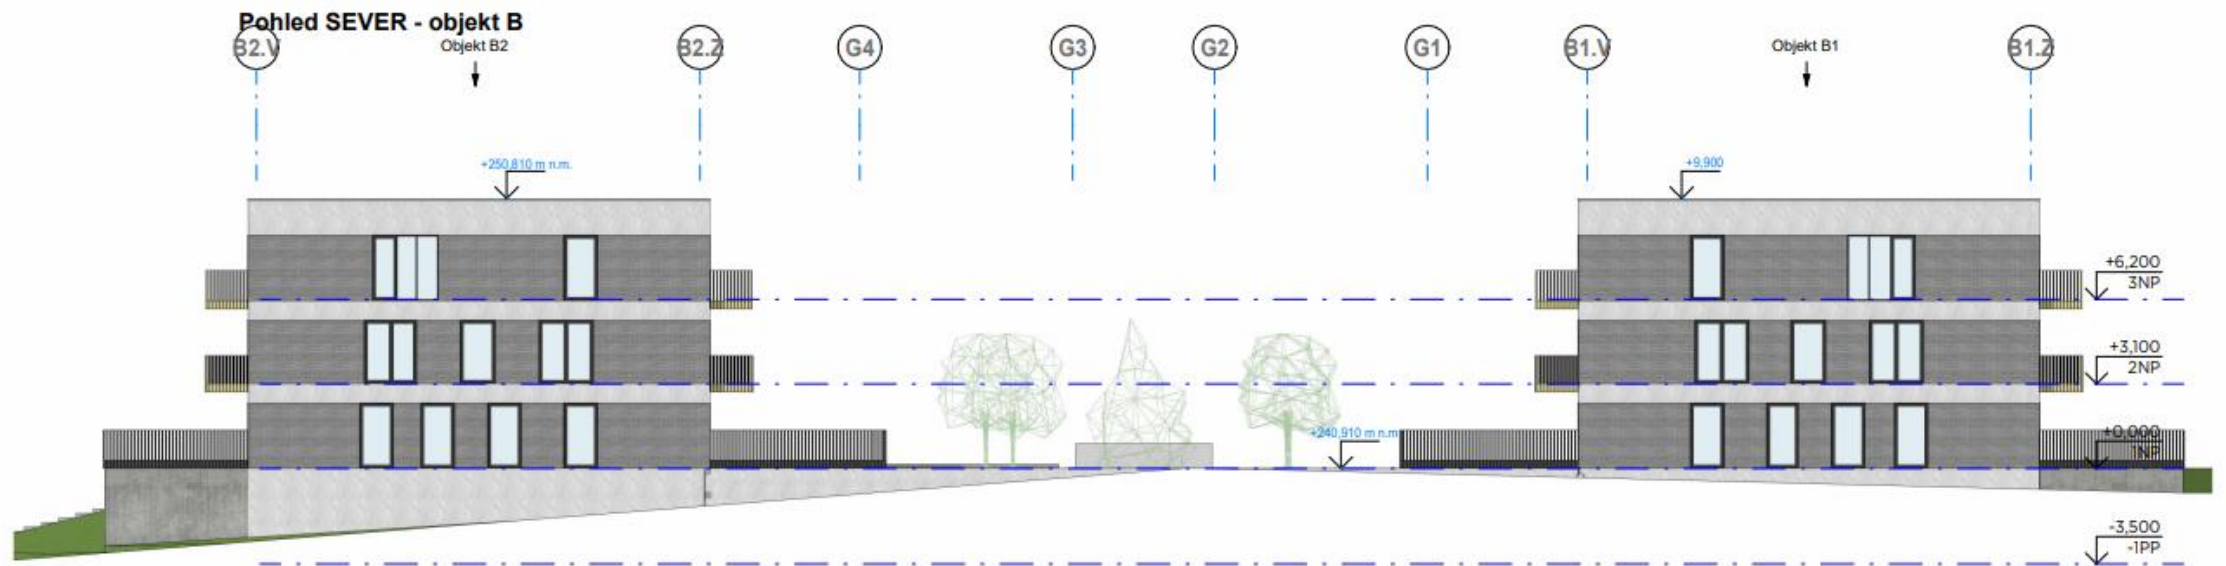 Pohled SEVER - objekt B
B2.V
Objekt B2
B2.Z
G4
G3
G2
G1
B1.V
Objekt B1
B1.Z
+250,810 m n.m.
+9,900
+6,200
3NP
+3,100
2NP
+240,910 m n.m
+0,000
1NP
-3,500
-1PP